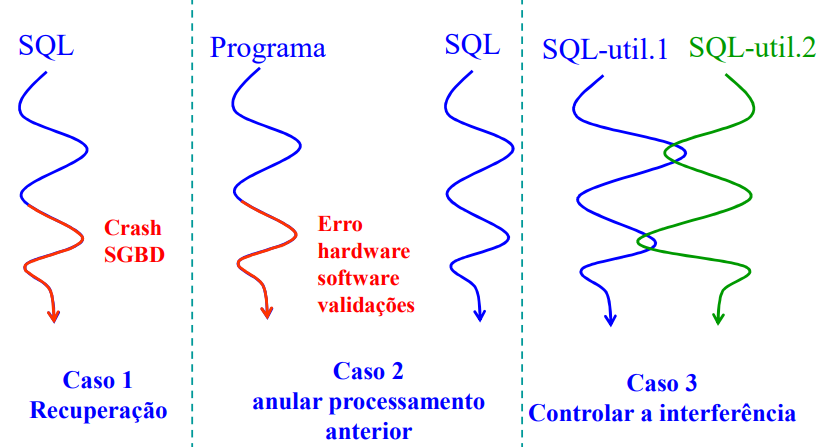 SQL
Crash
SGBD
Caso 1
Recuperação
Programa
SQL
Erro
hardware
software
validações
Caso 2
anular processamento
anterior
SQL-util.1
SQL-util.2
Caso 3
Controlar a interferência